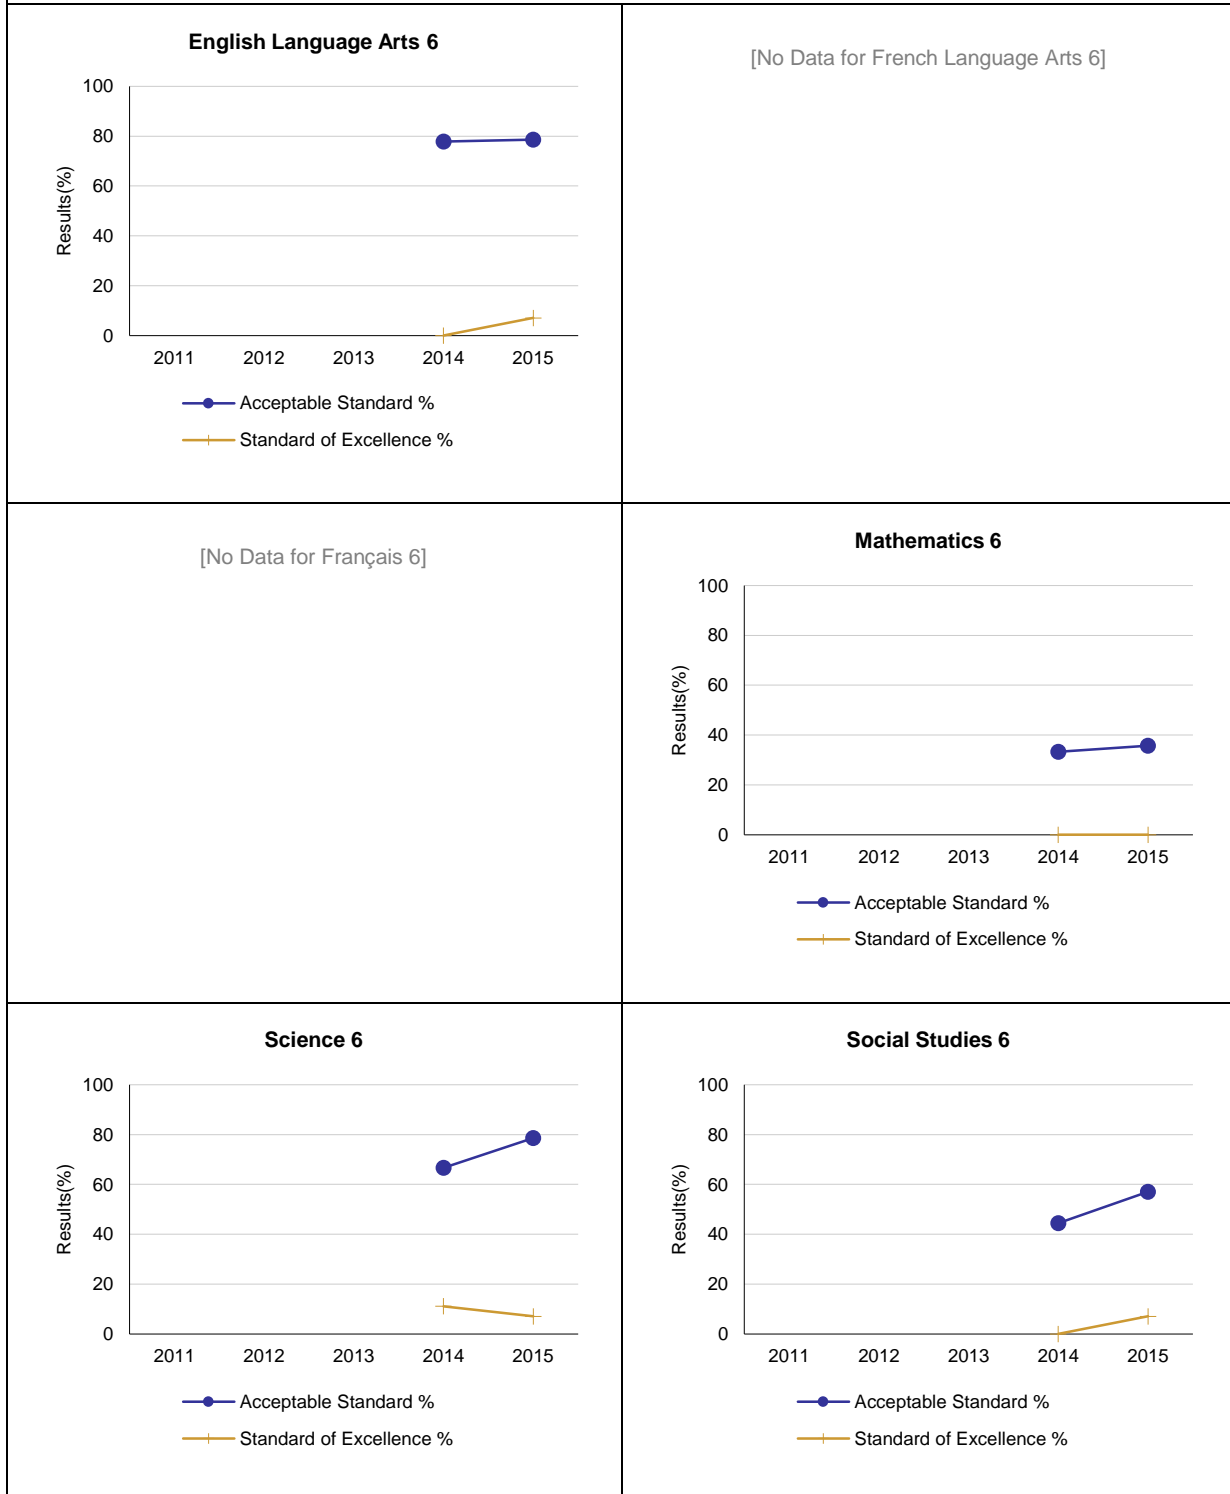 English Language Arts 6
100
80
60
40
20
0
Results(%)
2011 2012 2013 2014 2015
Acceptable Standard %
Standard of Excellence %
[No Data for French Language Arts 6]
[No Data for Français 6]
Mathematics 6
100
80
60
40
20
0
Results(%)
2011 2012 2013 2014 2015
Acceptable Standard %
Standard of Excellence %
Science 6
100
80
60
40
20
0
Results(%)
2011 2012 2013 2014 2015
Acceptable Standard %
Standard of Excellence %
Social Studies 6
100
80
60
40
20
0
Results(%)
2011 2012 2013 2014 2015
Acceptable Standard %
Standard of Excellence %